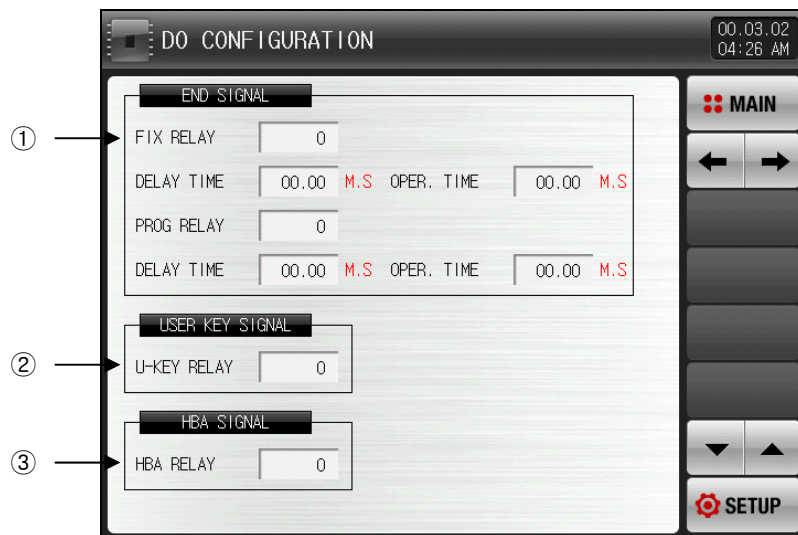 DO CONFIGURATION
00.03.02
04:26 AM
END SIGNAL
MAIN
① FIX RELAY 0
DELAY TIME 00.00 M.S OPER. TIME 00.00 M.S
PROG RELAY 0
DELAY TIME 00.00 M.S OPER. TIME 00.00 M.S
USER KEY SIGNAL
② U-KEY RELAY 0
HBA SIGNAL
③ HBA RELAY 0
SETUP